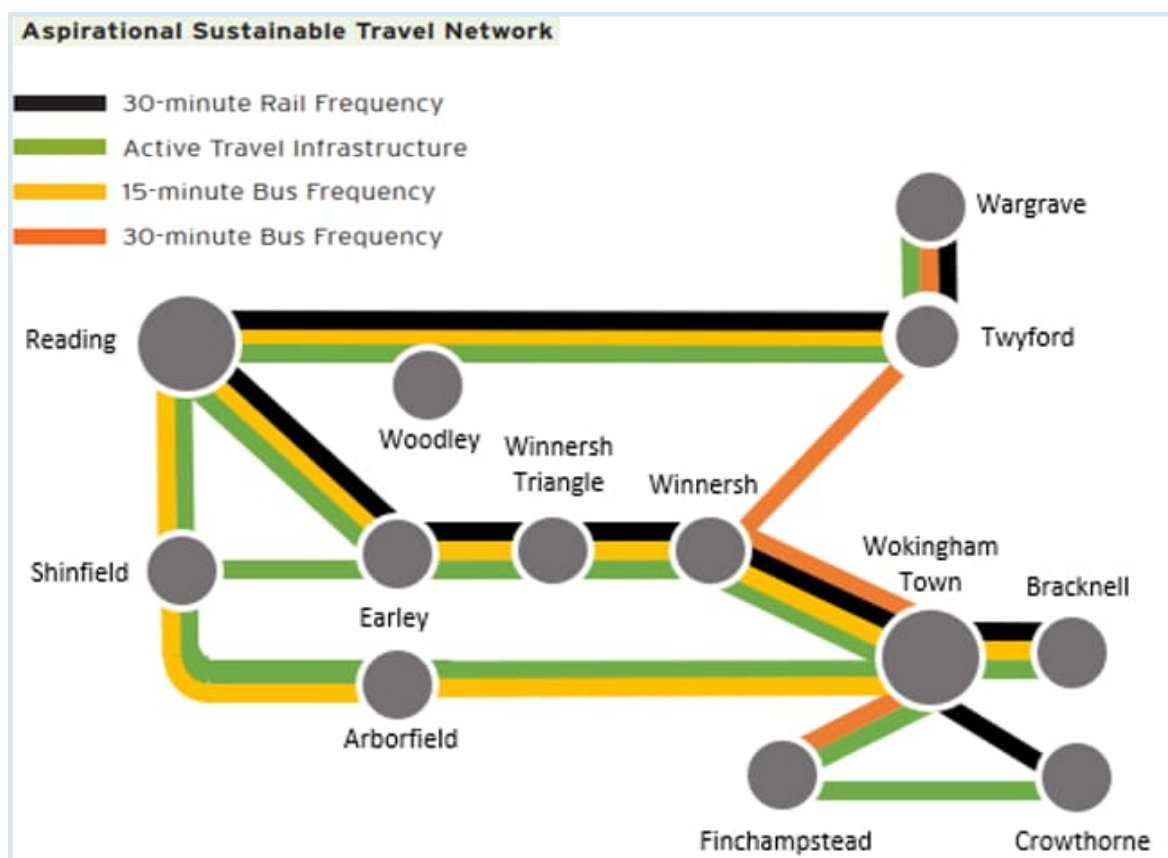 Aspirational Sustainable Travel Network
30-minute Rail Frequency
Active Travel Infrastructure
15-minute Bus Frequency
30-minute Bus Frequency
Wargrave
Reading
Twyford
Woodley
Winnersh
Triangle
Winnersh
Wokingham
Town
Bracknell
Shinfield
Earley
Arborfield
Finchampstead
Crowthorne